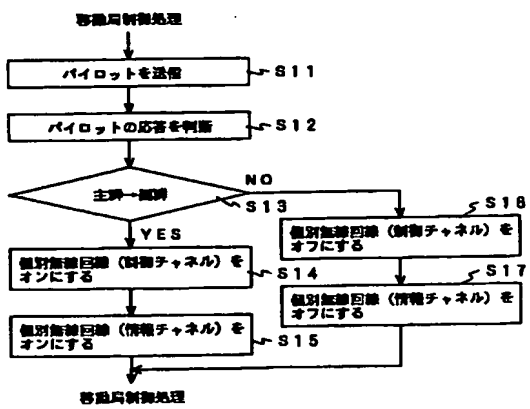 移動局制御処理
パイロットを送信
S11
パイロットの応答を判断
S12
主群→
S13
NO
YES
個別無線回線（制御チャネル）を
オンにする
S14
個別無線回線（情報チャネル）を
オンにする
S15
個別無線回線（制御チャネル）を
オフにする
S16
個別無線回線（情報チャネル）を
オフにする
S17
移動局制御処理